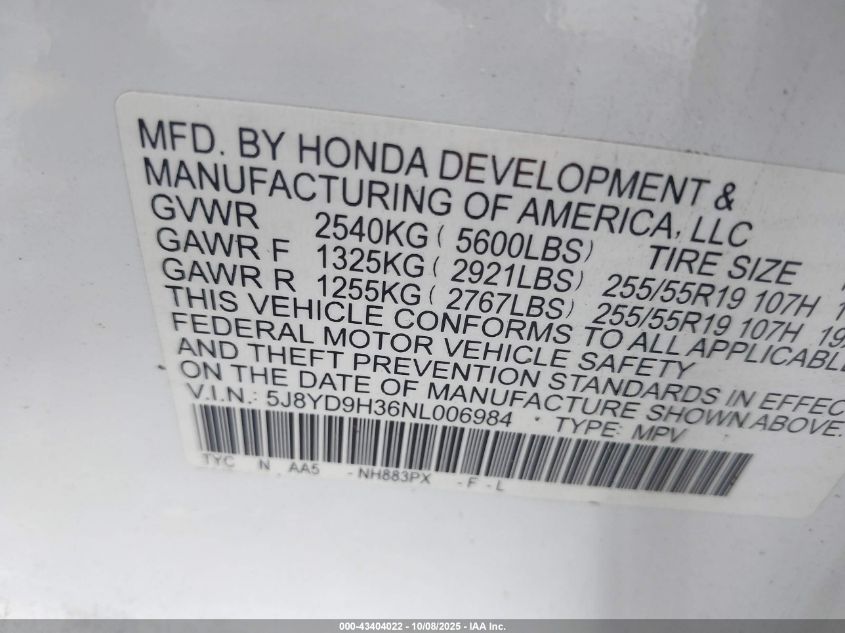 MFD. BY HONDA DEVELOPMENT &
MANUFACTURING OF AMERICA, LLC
GVWR 2540KG ( 5600LBS) TIRE SIZE
GAWR F 1325KG ( 2921LBS) 255/55R19 107H
GAWR R 1255KG ( 2767LBS) 255/55R19 107H 19
THIS VEHICLE CONFORMS TO ALL APPLICABLE
FEDERAL MOTOR VEHICLE SAFETY
AND THEFT PREVENTION STANDARDS IN EFFEC
ON THE DATE OF MANUFACTURE SHOWN ABOVE.
V.I.N.: 5J8YD9H36NL006984 * TYPE: MPV
TYC N AA5 - NH883PX - F - L
000-43404022 - 10/08/2025 - IAA Inc.